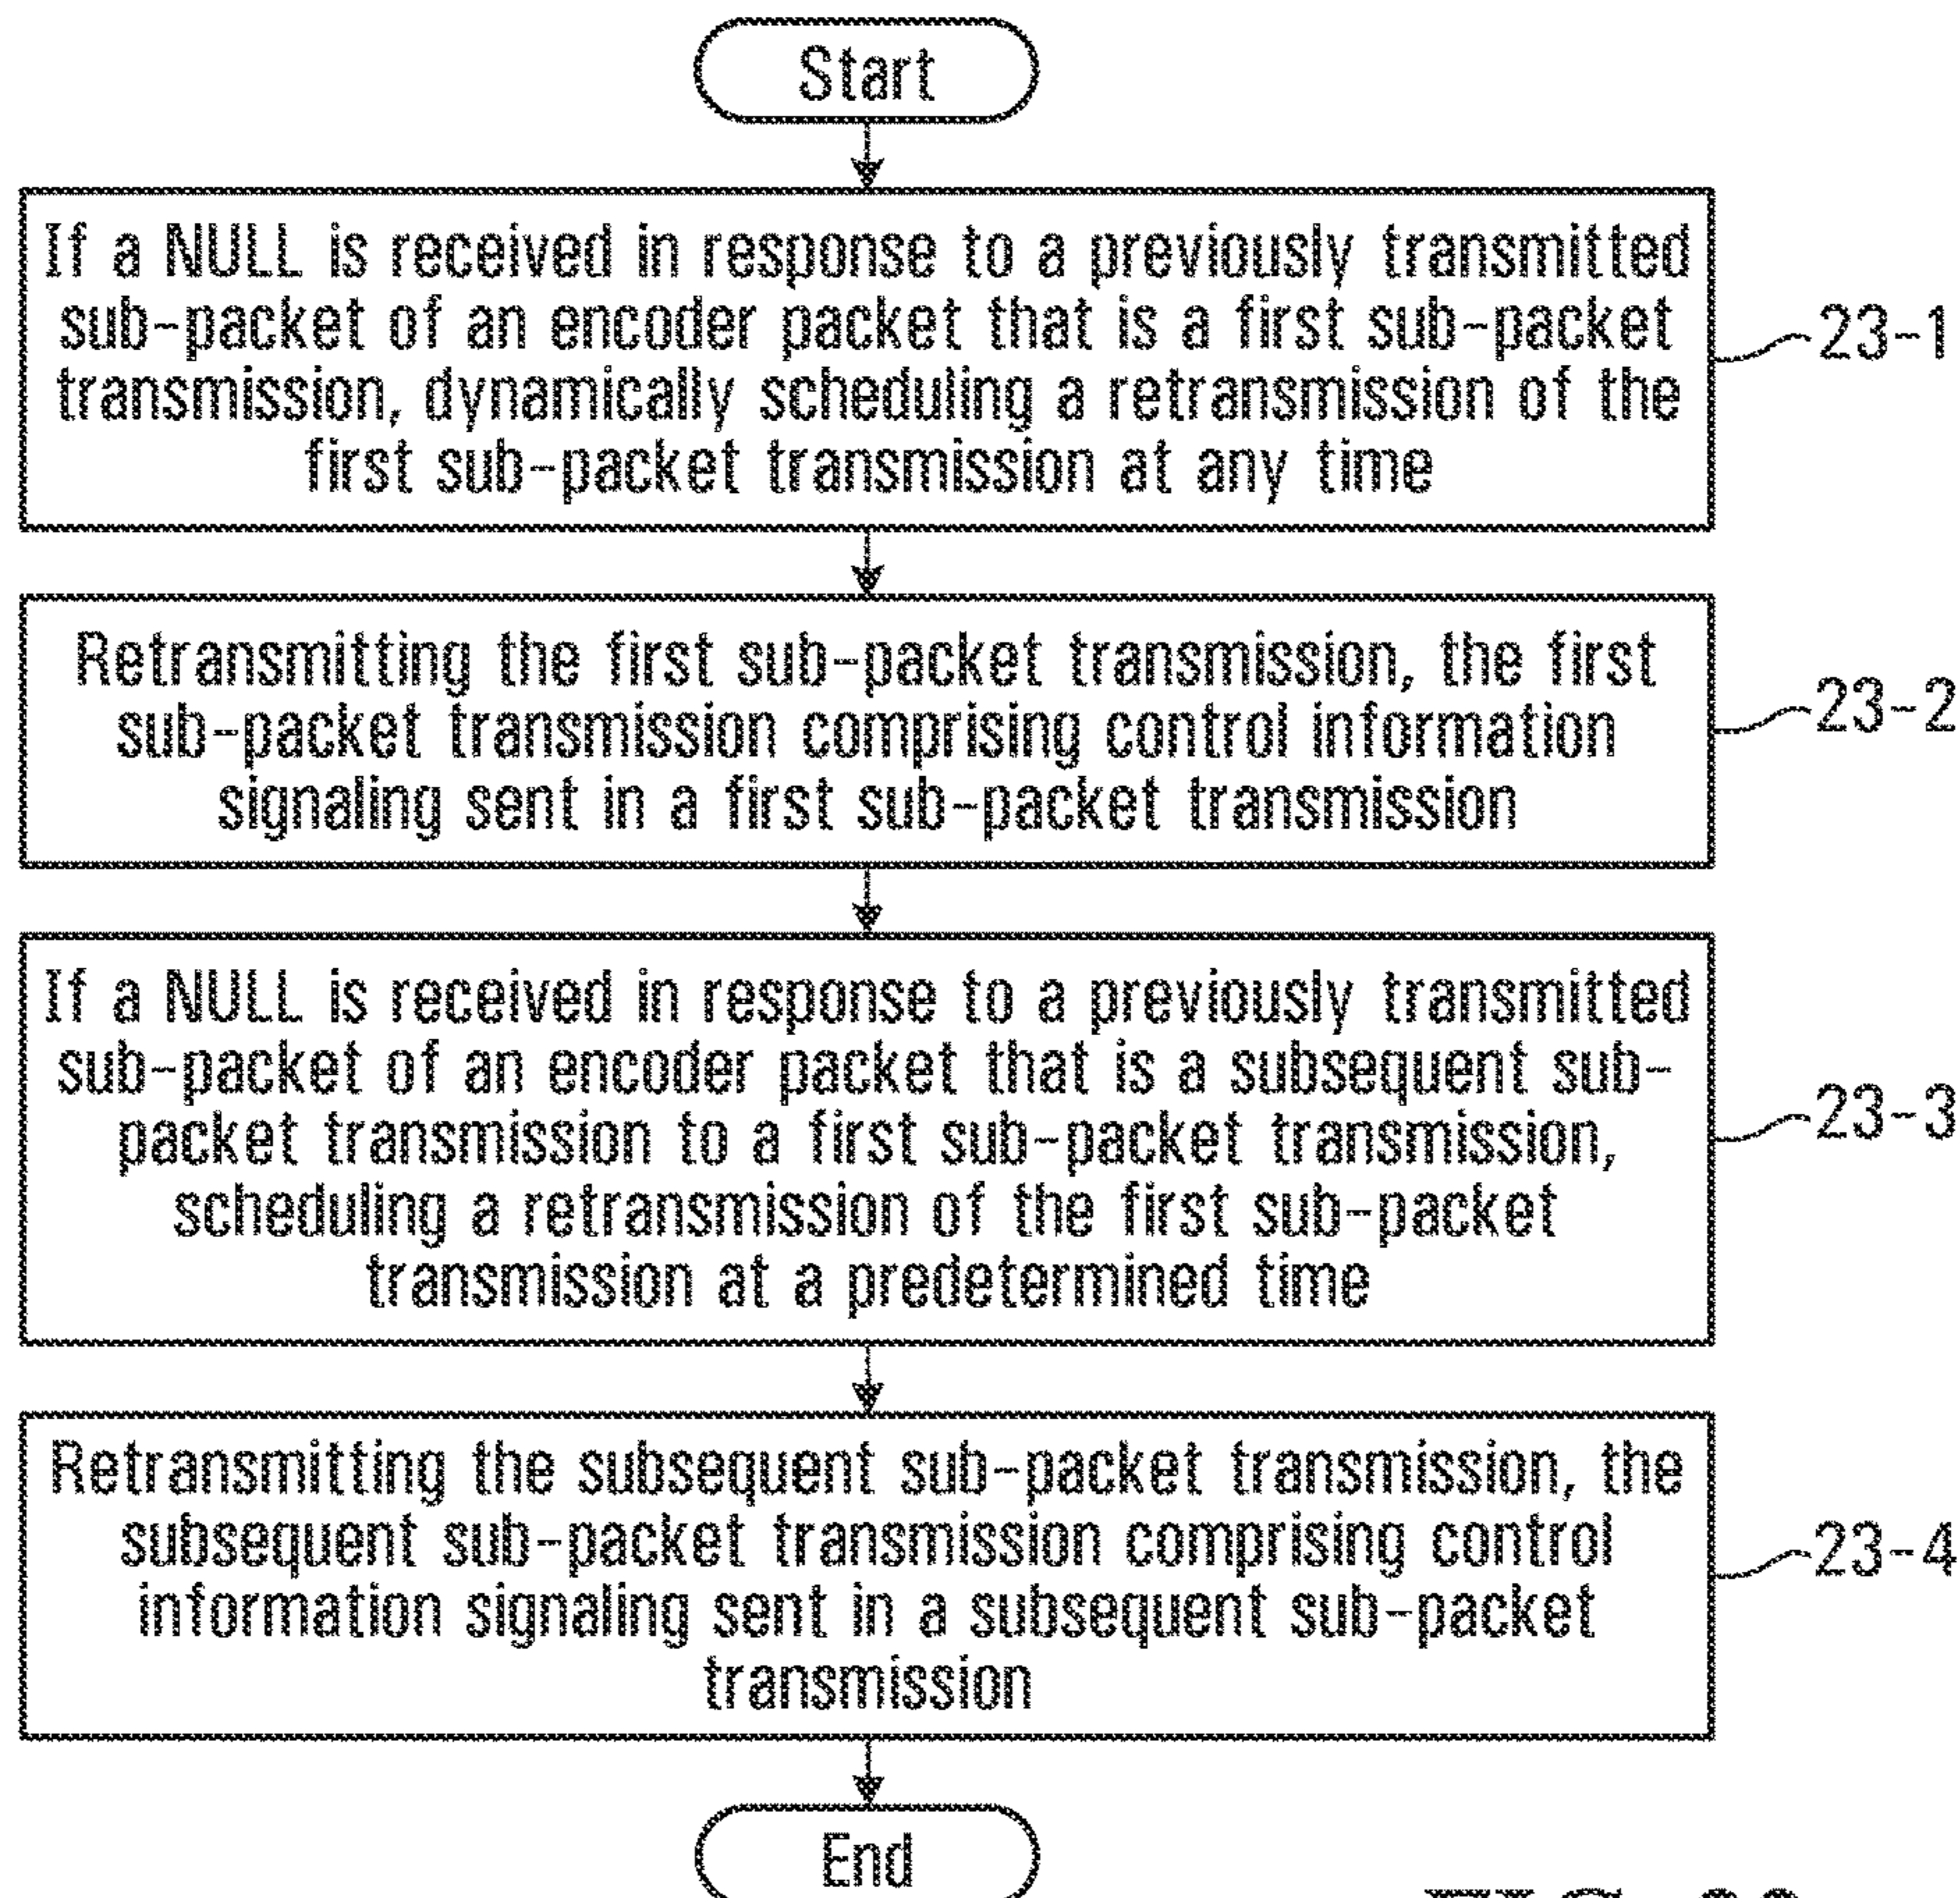 Start
If a NULL is received in response to a previously transmitted
sub-packet of an encoder packet that is a first sub-packet
transmission, dynamically scheduling a retransmission of the
first sub-packet transmission at any time
23-1
Retransmitting the first sub-packet transmission, the first
sub-packet transmission comprising control information
signaling sent in a first sub-packet transmission
23-2
If a NULL is received in response to a previously transmitted
sub-packet of an encoder packet that is a subsequent sub-
packet transmission to a first sub-packet transmission,
scheduling a retransmission of the first sub-packet
transmission at a predetermined time
23-3
Retransmitting the subsequent sub-packet transmission, the
subsequent sub-packet transmission comprising control
information signaling sent in a subsequent sub-packet
transmission
23-4
End